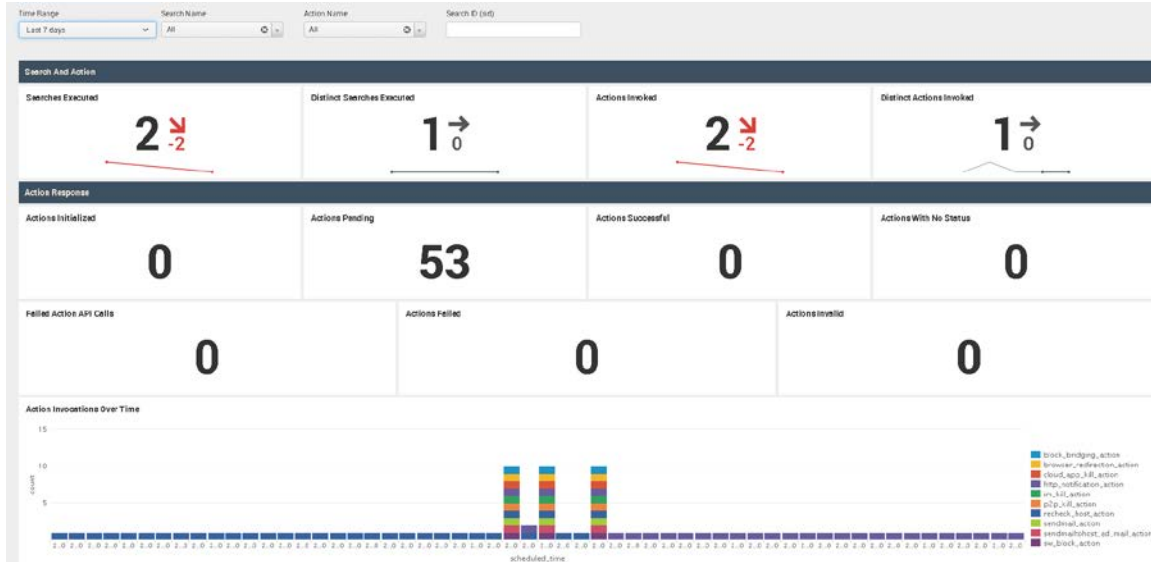 Time Range Search Name Action Name Search ID (sid)
Last 7 days All All
Search And Action
Searches Executed Distinct Searches Executed Actions Invoked Distinct Actions Invoked
2 -2 1 0 2 -2 1 0
Action Response
Actions Initialized Actions Pending Actions Successful Actions With No Status
0 53 0 0
Failed Action API Calls Actions Failed Actions Invalid
0 0 0
Action Invocations Over Time
15
10
5
count
block_bridging_action
browser_redirection_action
cloud_app_kill_action
http_notification_action
im_kill_action
p2p_kill_action
recheck_host_action
sendmail_action
sendmailtohost_ad_mail_action
sw_block_action
scheduled_time